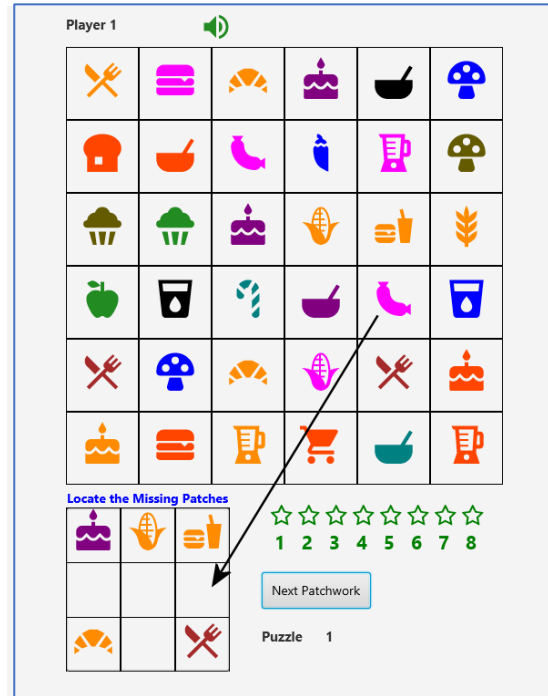 Player 1
Locate the Missing Patches
1 2 3 4 5 6 7 8
Next Patchwork
Puzzle 1